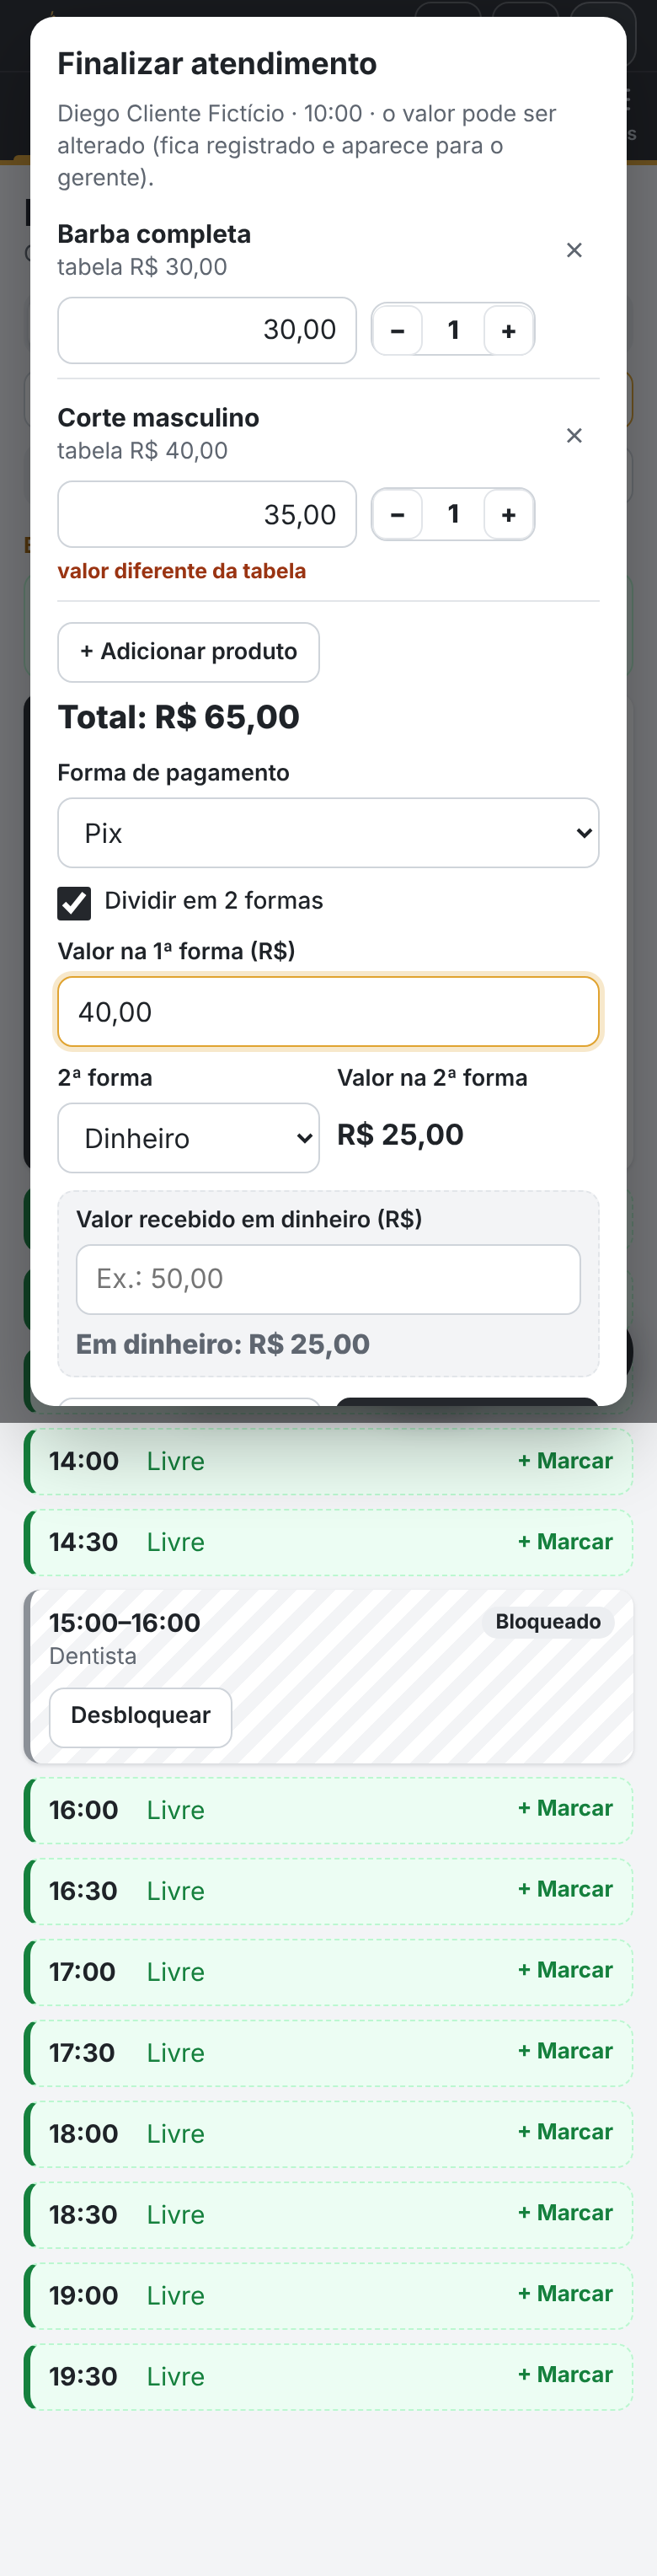 Finalizar atendimento
Diego Cliente Fictício · 10:00 · o valor pode ser
alterado (fica registrado e aparece para o
gerente).
Barba completa
×
tabela R$ 30,00
30,00 − 1 +
Corte masculino
×
tabela R$ 40,00
35,00 − 1 +
valor diferente da tabela
+ Adicionar produto
Total: R$ 65,00
Forma de pagamento
Pix
Dividir em 2 formas
Valor na 1ª forma (R$)
40,00
2ª forma Valor na 2ª forma
Dinheiro R$ 25,00
Valor recebido em dinheiro (R$)
Ex.: 50,00
Em dinheiro: R$ 25,00
14:00 Livre + Marcar
14:30 Livre + Marcar
15:00–16:00 Bloqueado
Dentista
Desbloquear
16:00 Livre + Marcar
16:30 Livre + Marcar
17:00 Livre + Marcar
17:30 Livre + Marcar
18:00 Livre + Marcar
18:30 Livre + Marcar
19:00 Livre + Marcar
19:30 Livre + Marcar